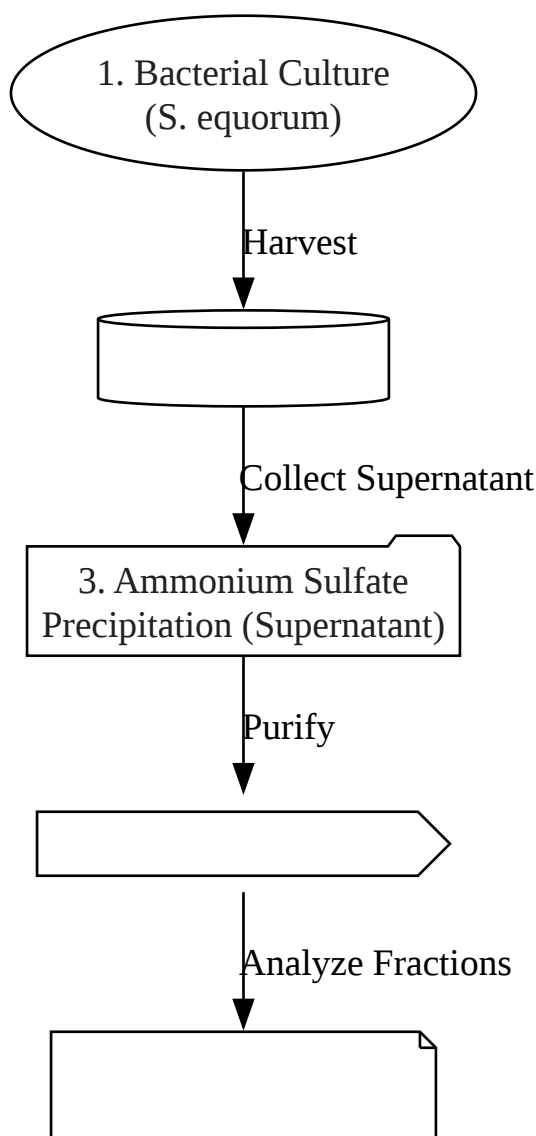 1. Bacterial Culture
(S. equorum)
Harvest
Collect Supernatant
3. Ammonium Sulfate
Precipitation (Supernatant)
Purify
Analyze Fractions